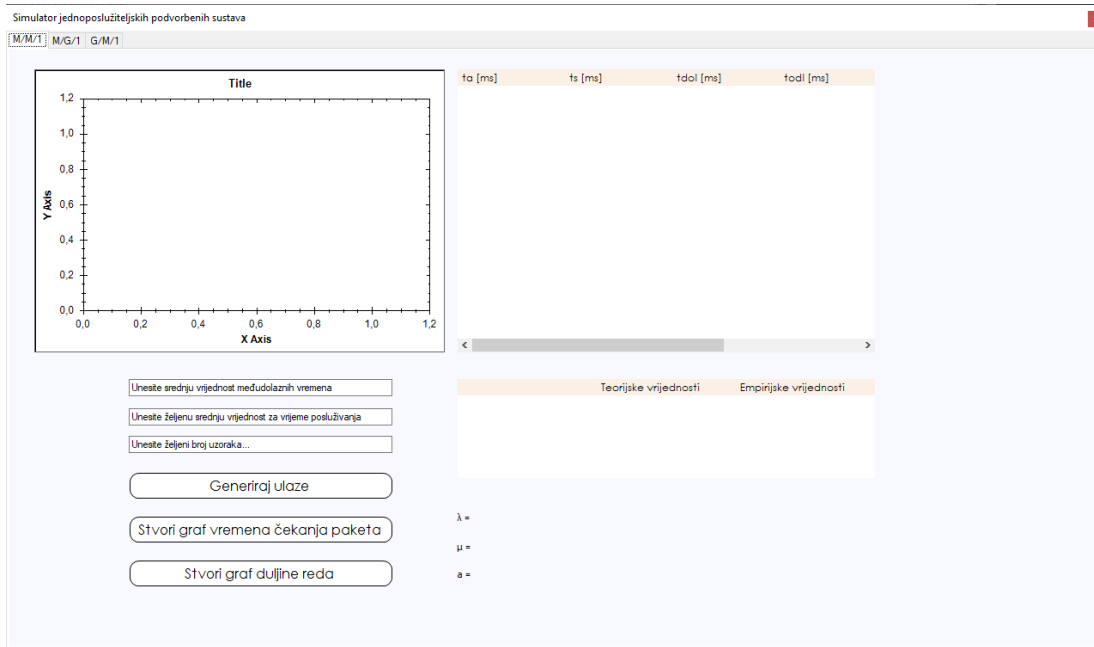 Simulator jednoposlužiteljskih podvorbenih sustava
M/M/1 M/G/1 G/M/1
Title
1,2
1,0
0,8
0,6
0,4
0,2
0,0
Y Axis
0,0 0,2 0,4 0,6 0,8 1,0 1,2
X Axis
ta [ms] ts [ms] tdol [ms] todl [ms]
Unesite srednju vrijednost međudolaznih vremena
Unesite željenu srednju vrijednost za vrijeme posluživanja
Unesite željeni broj uzoraka...
Generiraj ulaze
Stvori graf vremena čekanja paketa
Stvori graf duljine reda
Teorijske vrijednosti Empirijske vrijednosti
λ =
μ =
a =